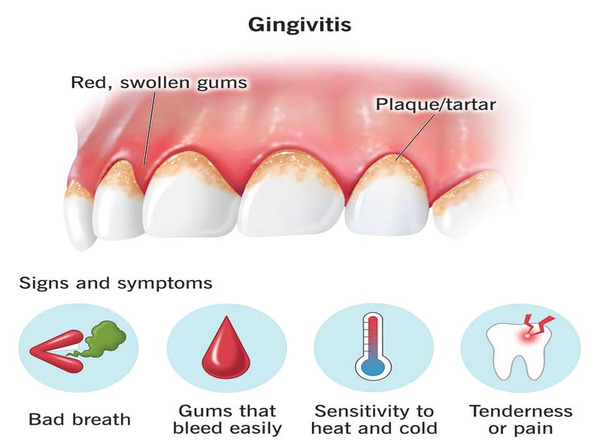 Gingivitis
Red, swollen gums
Plaque/tartar
Signs and symptoms
Bad breath
Gums that
bleed easily
Sensitivity to
heat and cold
Tenderness
or pain